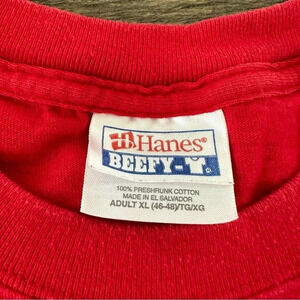 Hanes®
BEEFY-T®
100% PRESHRUNK COTTON
MADE IN EL SALVADOR
ADULT XL (46-48)/TG/XG